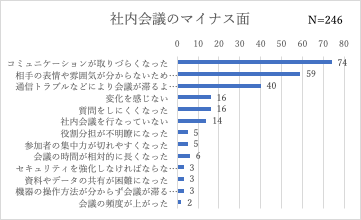 社内会議のマイナス面
N=246
0 10 20 30 40 50 60 70 80
コミュニケーションが取りづらくなった 74
相手の表情や雰囲気が分からないため… 59
通信トラブルなどにより会議が滞るよ… 40
変化を感じない 16
質問をしにくくなった 16
社内会議を行なっていない 14
役割分担が不明瞭になった 5
参加者の集中力が切れやすくなった 5
会議の時間が相対的に長くなった 6
セキュリティを強化しなければならな… 3
資料やデータの共有が困難になった 3
機器の操作方法が分からず会議が滞る… 3
会議の頻度が上がった 2